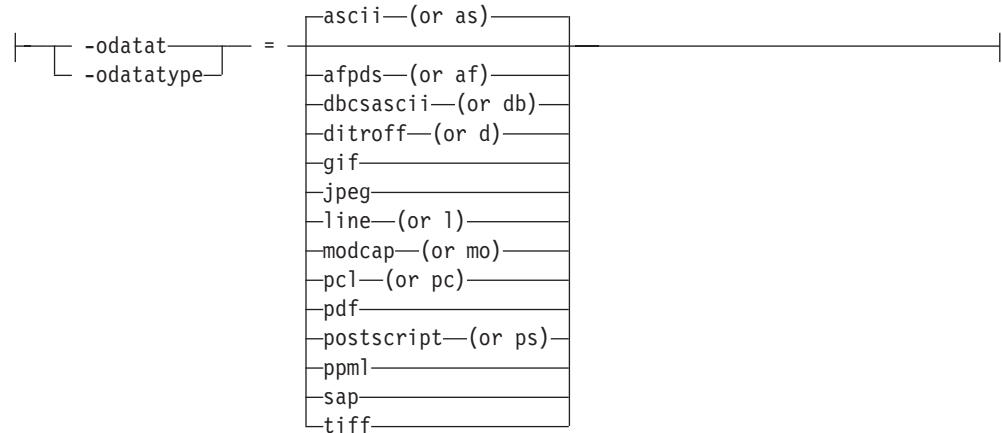 ascii (or as)
-odatat =
-odatatype
afpds (or af)
dbcsascii (or db)
ditroff (or d)
gif
jpeg
line (or l)
modcap (or mo)
pcl (or pc)
pdf
postscript (or ps)
ppml
sap
tiff